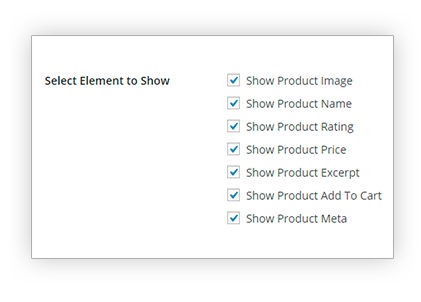 Select Element to Show
Show Product Image
Show Product Name
Show Product Rating
Show Product Price
Show Product Excerpt
Show Product Add To Cart
Show Product Meta